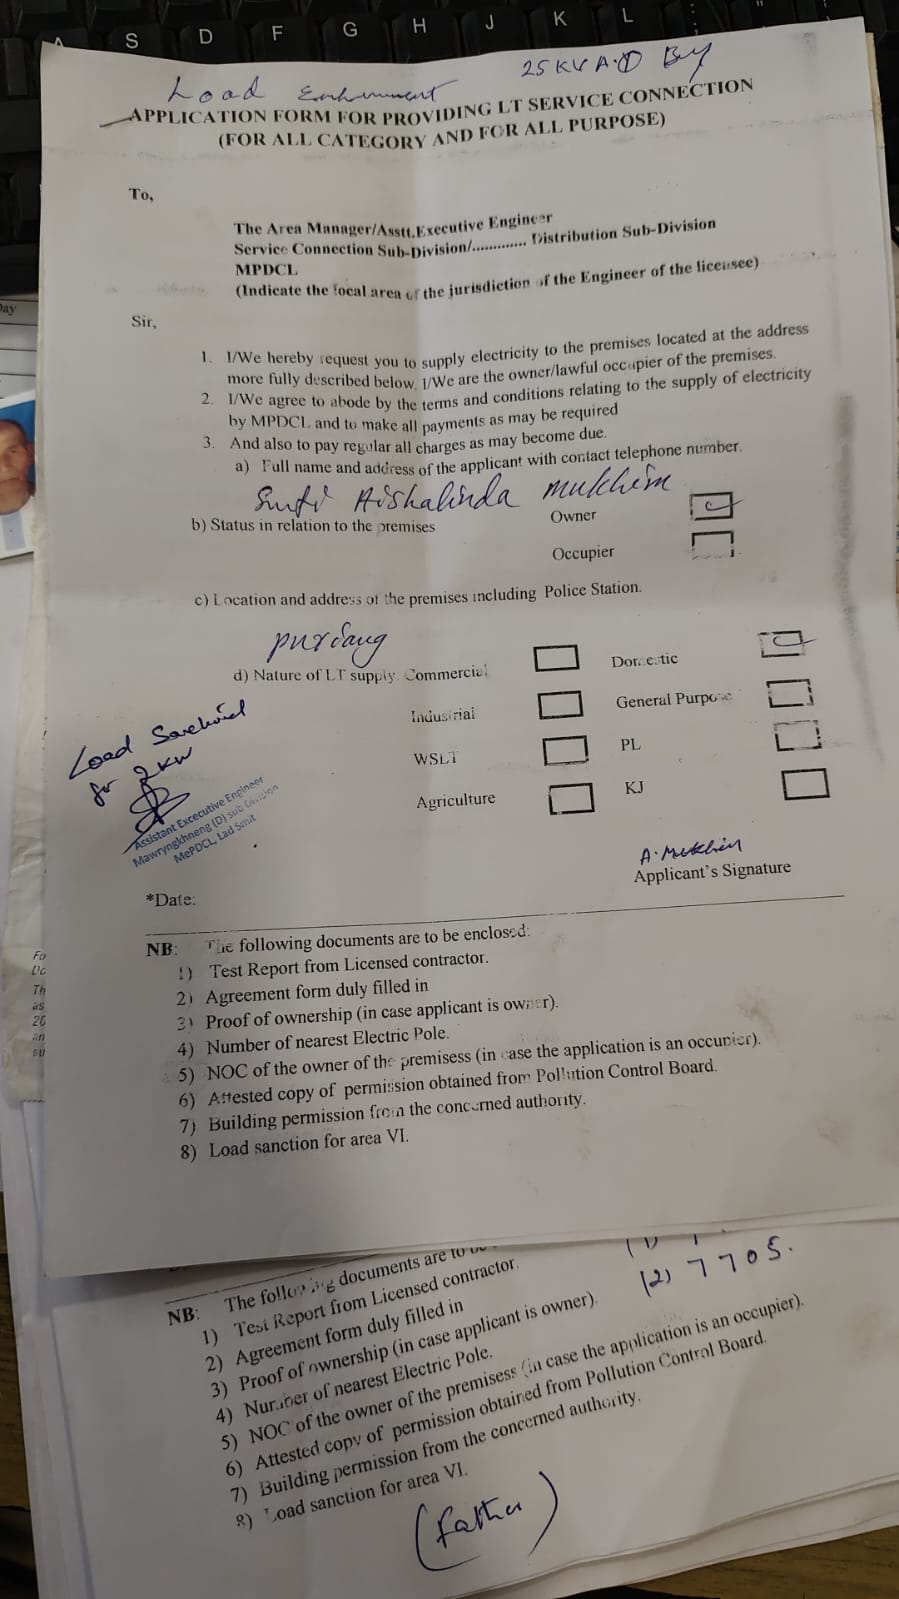 A S D F G H J K L
Load Enhancement
25 KVA
APPLICATION FORM FOR PROVIDING LT SERVICE CONNECTION
(FOR ALL CATEGORY AND FOR ALL PURPOSE)
To,
The Area Manager/Asstt.Executive Engineer
Service Connection Sub-Division/............. Distribution Sub-Division
MPDCL
(Indicate the local area of the jurisdiction of the Engineer of the licensee)
Sir,
1. I/We hereby request you to supply electricity to the premises located at the address
more fully described below, I/We are the owner/lawful occupier of the premises.
2. I/We agree to abode by the terms and conditions relating to the supply of electricity
by MPDCL and to make all payments as may be required
3. And also to pay regular all charges as may become due.
a) Full name and address of the applicant with contact telephone number.
Smti Aishalinda Mukhim
b) Status in relation to the premises Owner
Occupier
c) Location and address of the premises including Police Station.
Puriang
d) Nature of LT supply. Commercial Domestic
Industrial General Purpose
WSLT PL
Agriculture KJ
Load Sanctioned
for 2KW
Assistant Excecutive Engineer
Mawryngkhneng (D) sub Division
MePDCL, Lad Smit
A. Mukhim
Applicant's Signature
*Date:
NB: The following documents are to be enclosed:
1) Test Report from Licensed contractor.
2) Agreement form duly filled in
3) Proof of ownership (in case applicant is owner).
4) Number of nearest Electric Pole.
5) NOC of the owner of the premisess (in case the application is an occupier).
6) Attested copy of permission obtained from Pollution Control Board.
7) Building permission from the concerned authority.
8) Load sanction for area VI.
(2) 7705.
NB: The following documents are to be
1) Test Report from Licensed contractor.
2) Agreement form duly filled in
3) Proof of ownership (in case applicant is owner).
4) Number of nearest Electric Pole.
5) NOC of the owner of the premisess (in case the application is an occupier).
6) Attested copy of permission obtained from Pollution Control Board.
7) Building permission from the concerned authority.
8) Load sanction for area VI.
(Father)